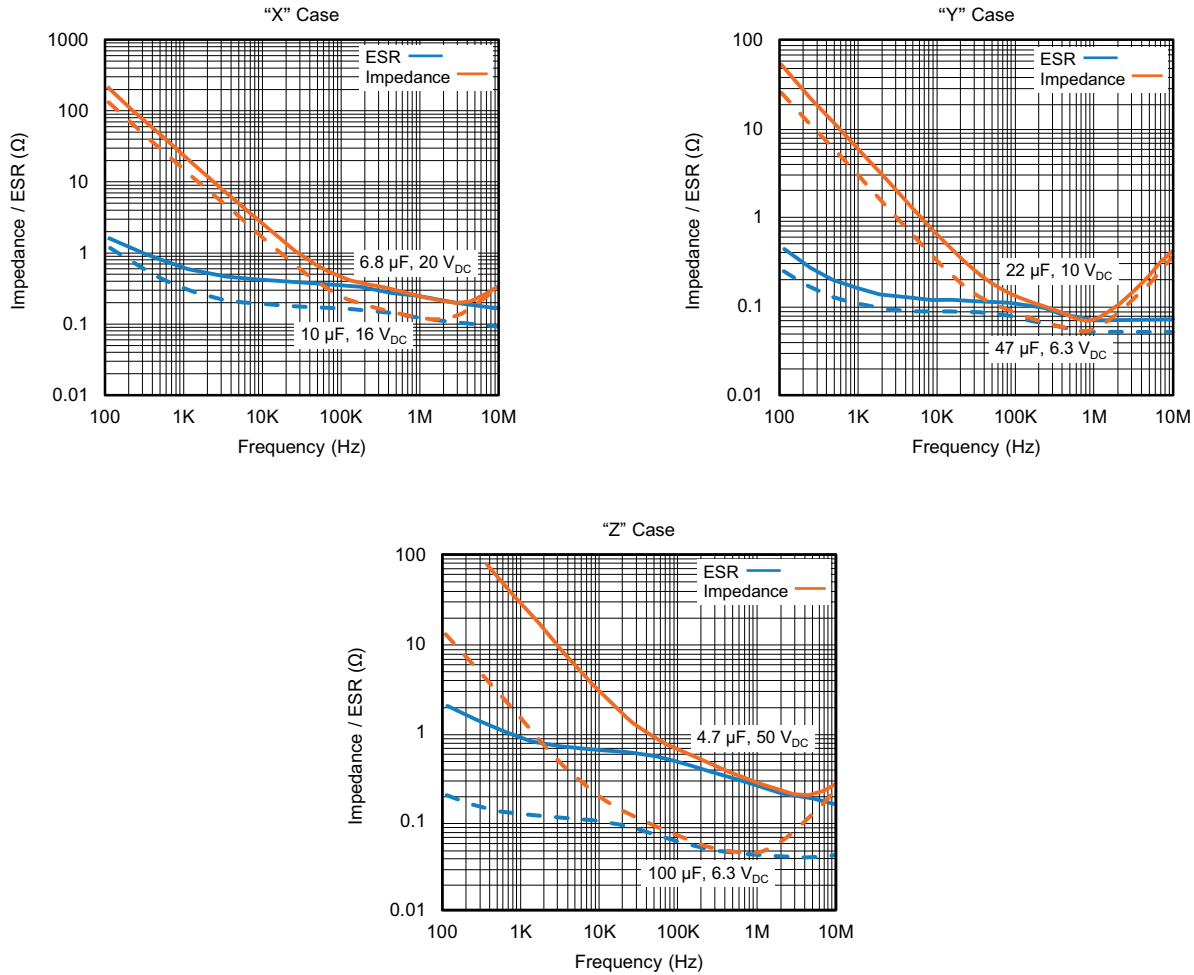 “X” Case
1000
100
10
1
0.1
0.01
Impedance / ESR (Ω)
ESR
Impedance
6.8 µF, 20 VDC
10 µF, 16 VDC
100 1K 10K 100K 1M 10M
Frequency (Hz)
“Y” Case
100
10
1
0.1
0.01
Impedance / ESR (Ω)
ESR
Impedance
22 µF, 10 VDC
47 µF, 6.3 VDC
100 1K 10K 100K 1M 10M
Frequency (Hz)
“Z” Case
100
10
1
0.1
0.01
Impedance / ESR (Ω)
ESR
Impedance
4.7 µF, 50 VDC
100 µF, 6.3 VDC
100 1K 10K 100K 1M 10M
Frequency (Hz)